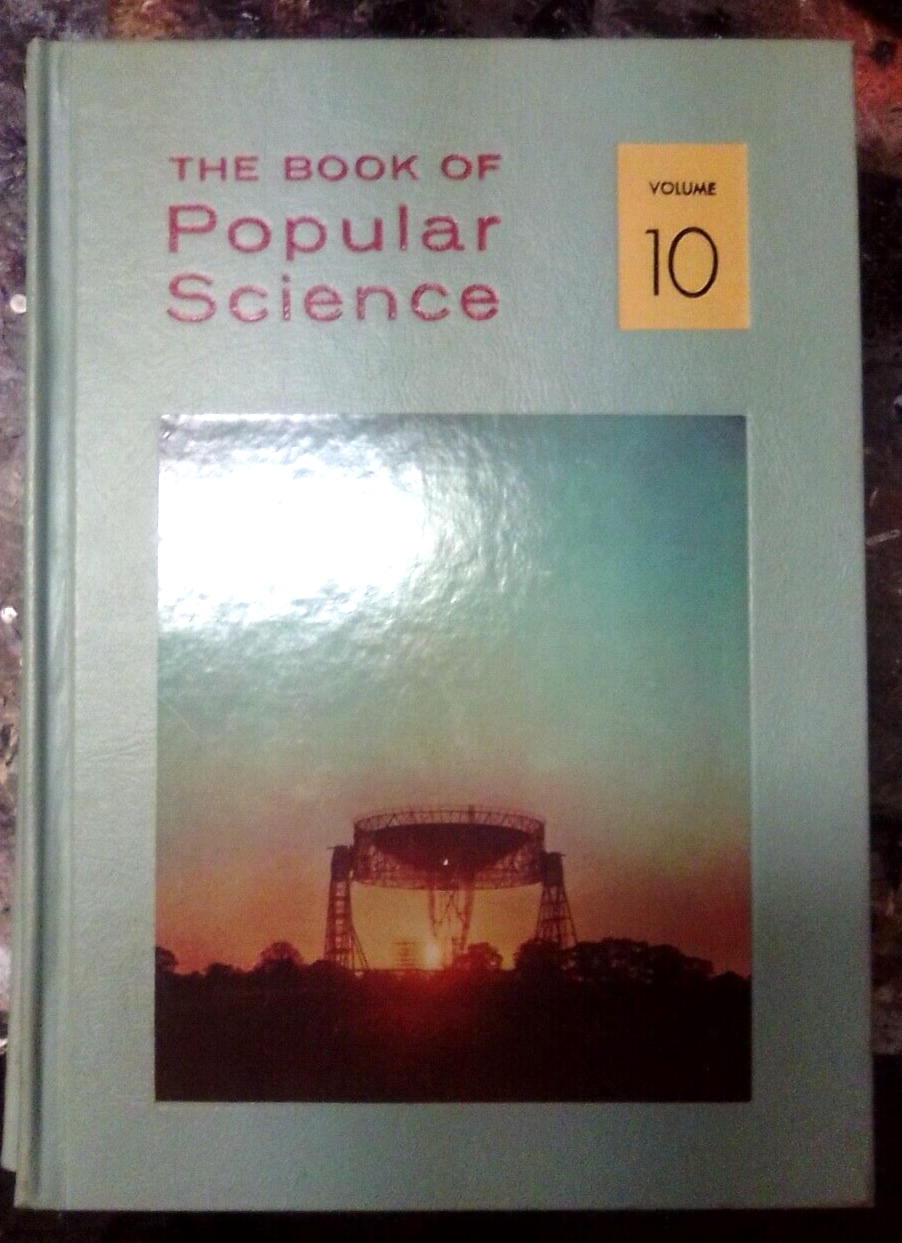 THE BOOK OF
Popular
Science
VOLUME
10